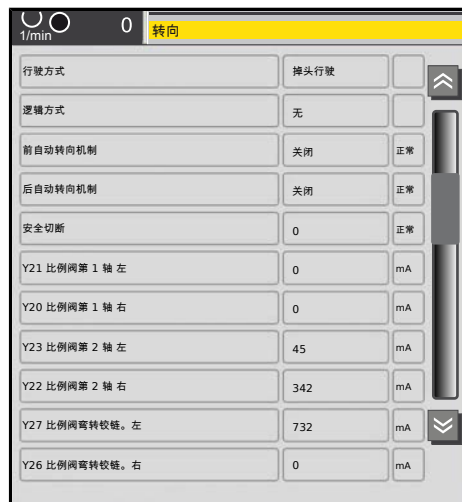 1/min 0 转向
行驶方式 掉头行驶
逻辑方式 无
前自动转向机制 关闭 正常
后自动转向机制 关闭 正常
安全切断 0 正常
Y21 比例阀第 1 轴 左 0 mA
Y20 比例阀第 1 轴 右 0 mA
Y23 比例阀第 2 轴 左 45 mA
Y22 比例阀第 2 轴 右 342 mA
Y27 比例阀弯转铰链。左 732 mA
Y26 比例阀弯转铰链。右 0 mA